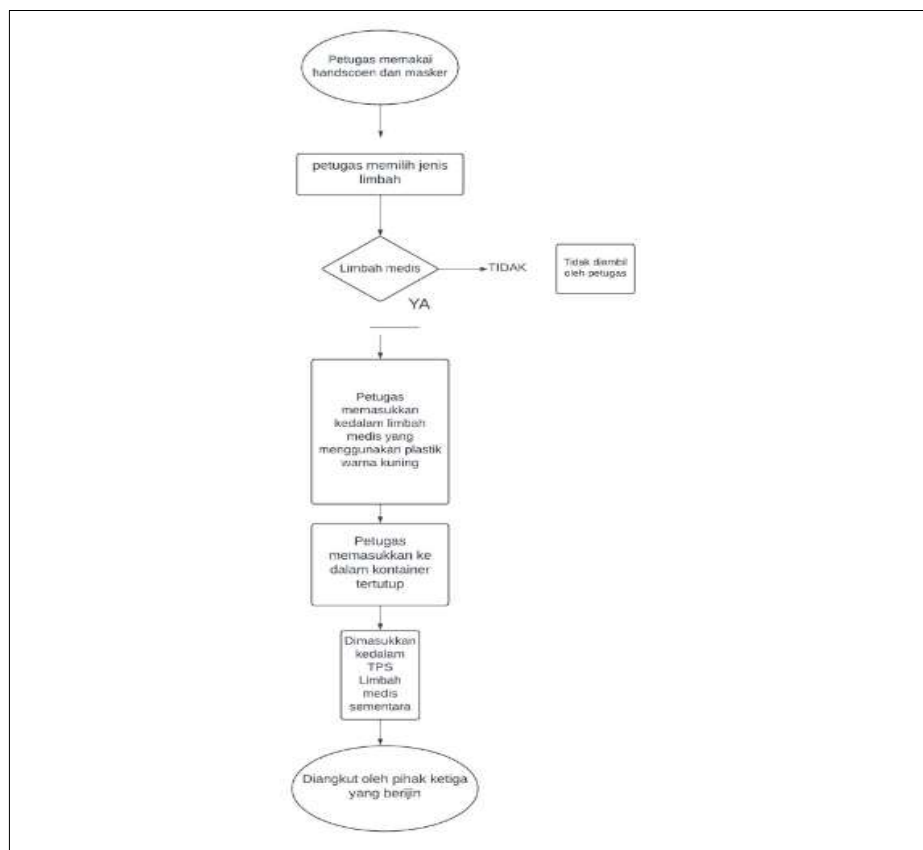 Petugas memakai
handscoen dan masker
petugas memilih jenis
limbah
Limbah medis
TIDAK
Tidak diambil
oleh petugas
YA
Petugas
memasukkan
kedalam limbah
medis yang
menggunakan plastik
warna kuning
Petugas
memasukkan ke
dalam kontainer
tertutup
Dimasukkan
kedalam
TPS
Limbah
medis
sementara
Diangkut oleh pihak ketiga
yang berijin